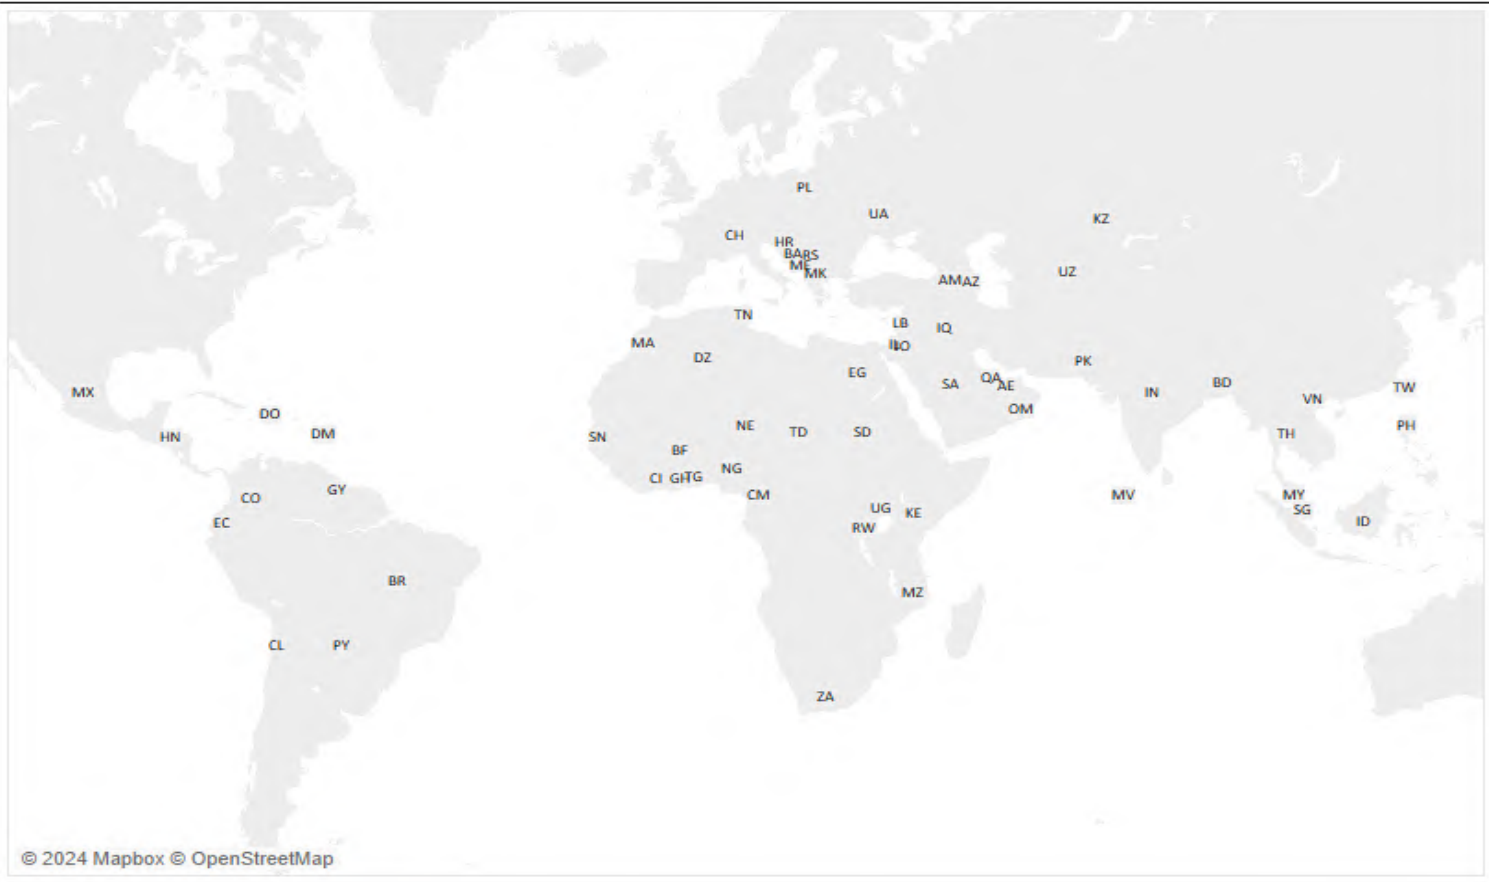 PL
UA
KZ
CH
HR
BA
RS
ME
MK
UZ
AM
AZ
TN
LB
IQ
MA
IL
JO
DZ
PK
EG
QA
SA
AE
MX
IN
BD
TW
VN
OM
DO
NE
PH
DM
TD
SD
TH
HN
SN
BF
NG
CI
GH
TG
GY
CO
CM
MV
MY
UG
KE
SG
EC
RW
ID
BR
MZ
CL
PY
ZA
© 2024 Mapbox © OpenStreetMap